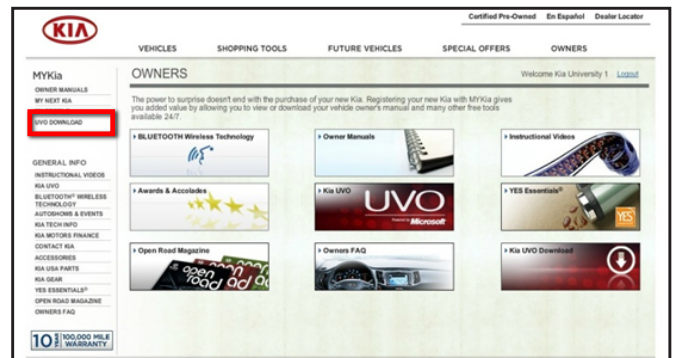 Certified Pre-Owned En Español Dealer Locator
KIA
VEHICLES SHOPPING TOOLS FUTURE VEHICLES SPECIAL OFFERS OWNERS
MYKia
OWNER MANUALS
MY NEXT KIA
UVO DOWNLOAD
GENERAL INFO
INSTRUCTIONAL VIDEOS
KIA UVO
BLUETOOTH® WIRELESS
TECHNOLOGY
AUTOSHOWS & EVENTS
KIA TECH INFO
KIA MOTORS FINANCE
CONTACT KIA
ACCESSORIES
KIA USA PARTS
KIA GEAR
YES ESSENTIALS®
OPEN ROAD MAGAZINE
OWNERS FAQ
10 100,000 MILE
WARRANTY
OWNERS
Welcome Kia University 1 Logout
The power to surprise doesn't end with the purchase of your new Kia. Registering your new Kia with MYKia gives
you added value by allowing you to view or download your vehicle owner's manual and many other free tools
available 24/7.
BLUETOOTH Wireless Technology
Owner Manuals
Instructional Videos
Awards & Accolades
Kia UVO
UVO
Powered by Microsoft
YES Essentials®
YES
Open Road Magazine
open
road
Owners FAQ
Kia UVO Download